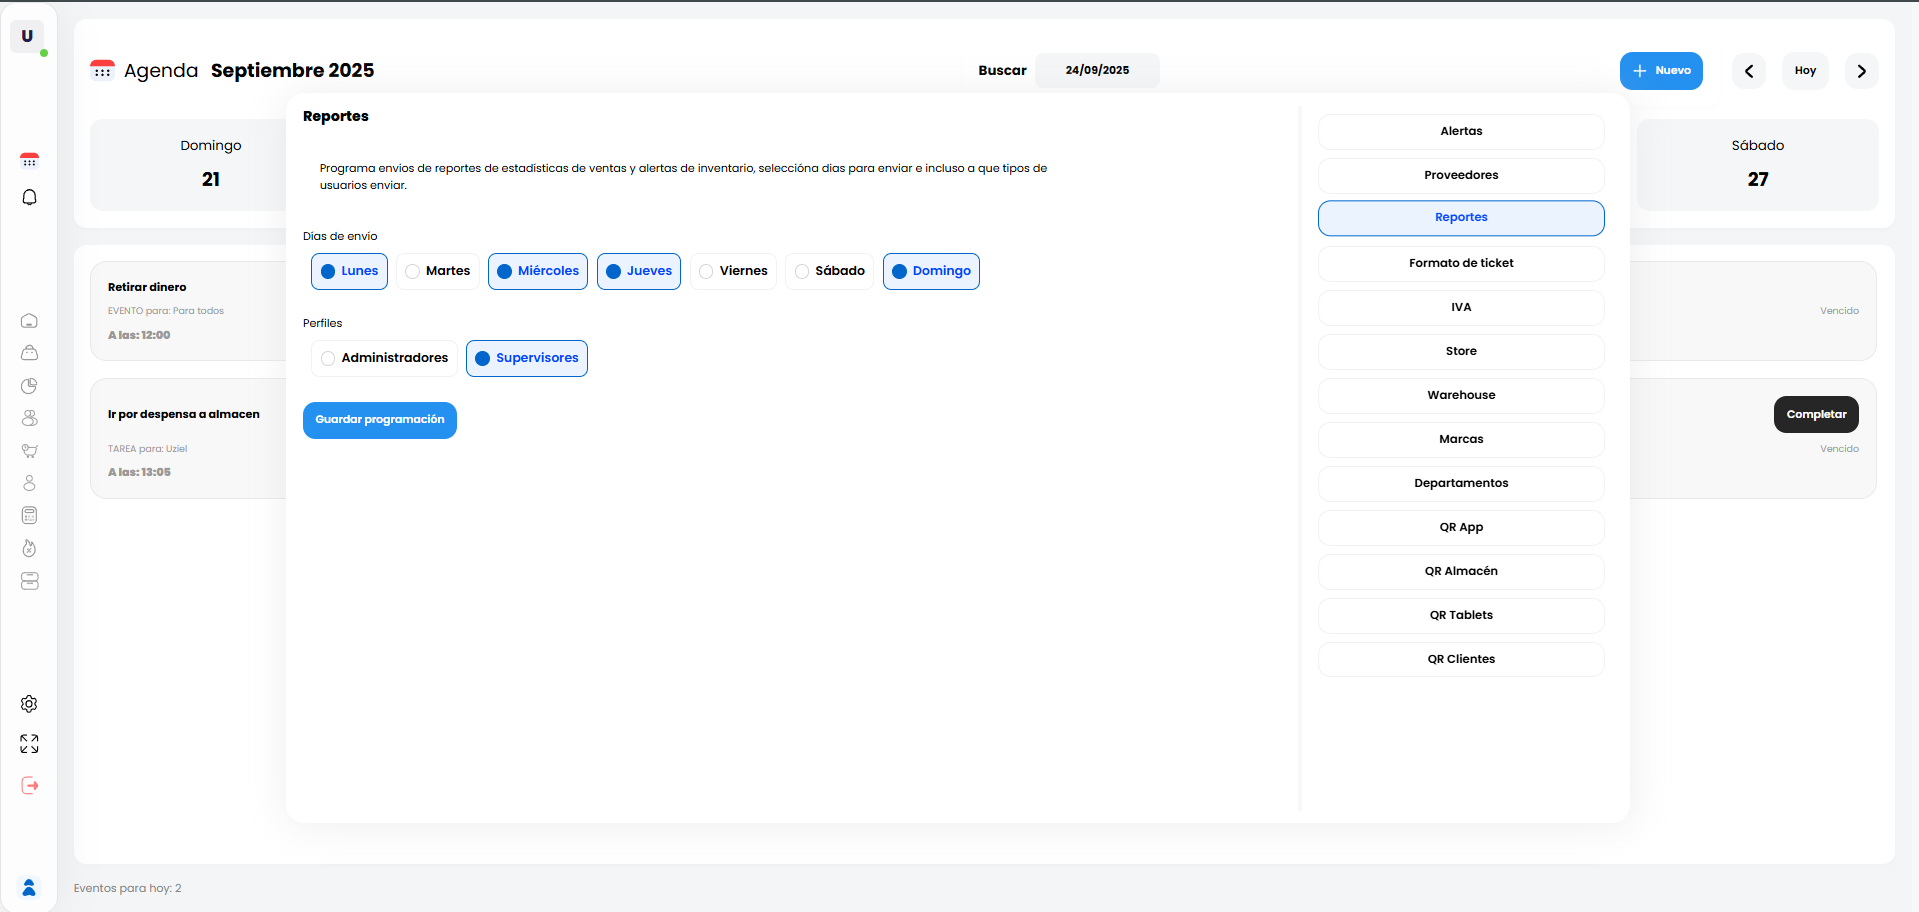 U
Agenda Septiembre 2025
Buscar 24/09/2025
Nuevo
Hoy
Domingo
21
Sábado
27
Retirar dinero
EVENTO para: Para todos
A las: 12:00
Vencido
Ir por despensa a almacen
TAREA para: Uziel
A las: 13:05
Completar
Vencido
Reportes
Programa envios de reportes de estadísticas de ventas y alertas de inventario, seleccióna dias para enviar e incluso a que tipos de
usuarios enviar.
Días de envío
Lunes Martes Miércoles Jueves Viernes Sábado Domingo
Perfiles
Administradores Supervisores
Guardar programación
Alertas
Proveedores
Reportes
Formato de ticket
IVA
Store
Warehouse
Marcas
Departamentos
QR App
QR Almacén
QR Tablets
QR Clientes
Eventos para hoy: 2